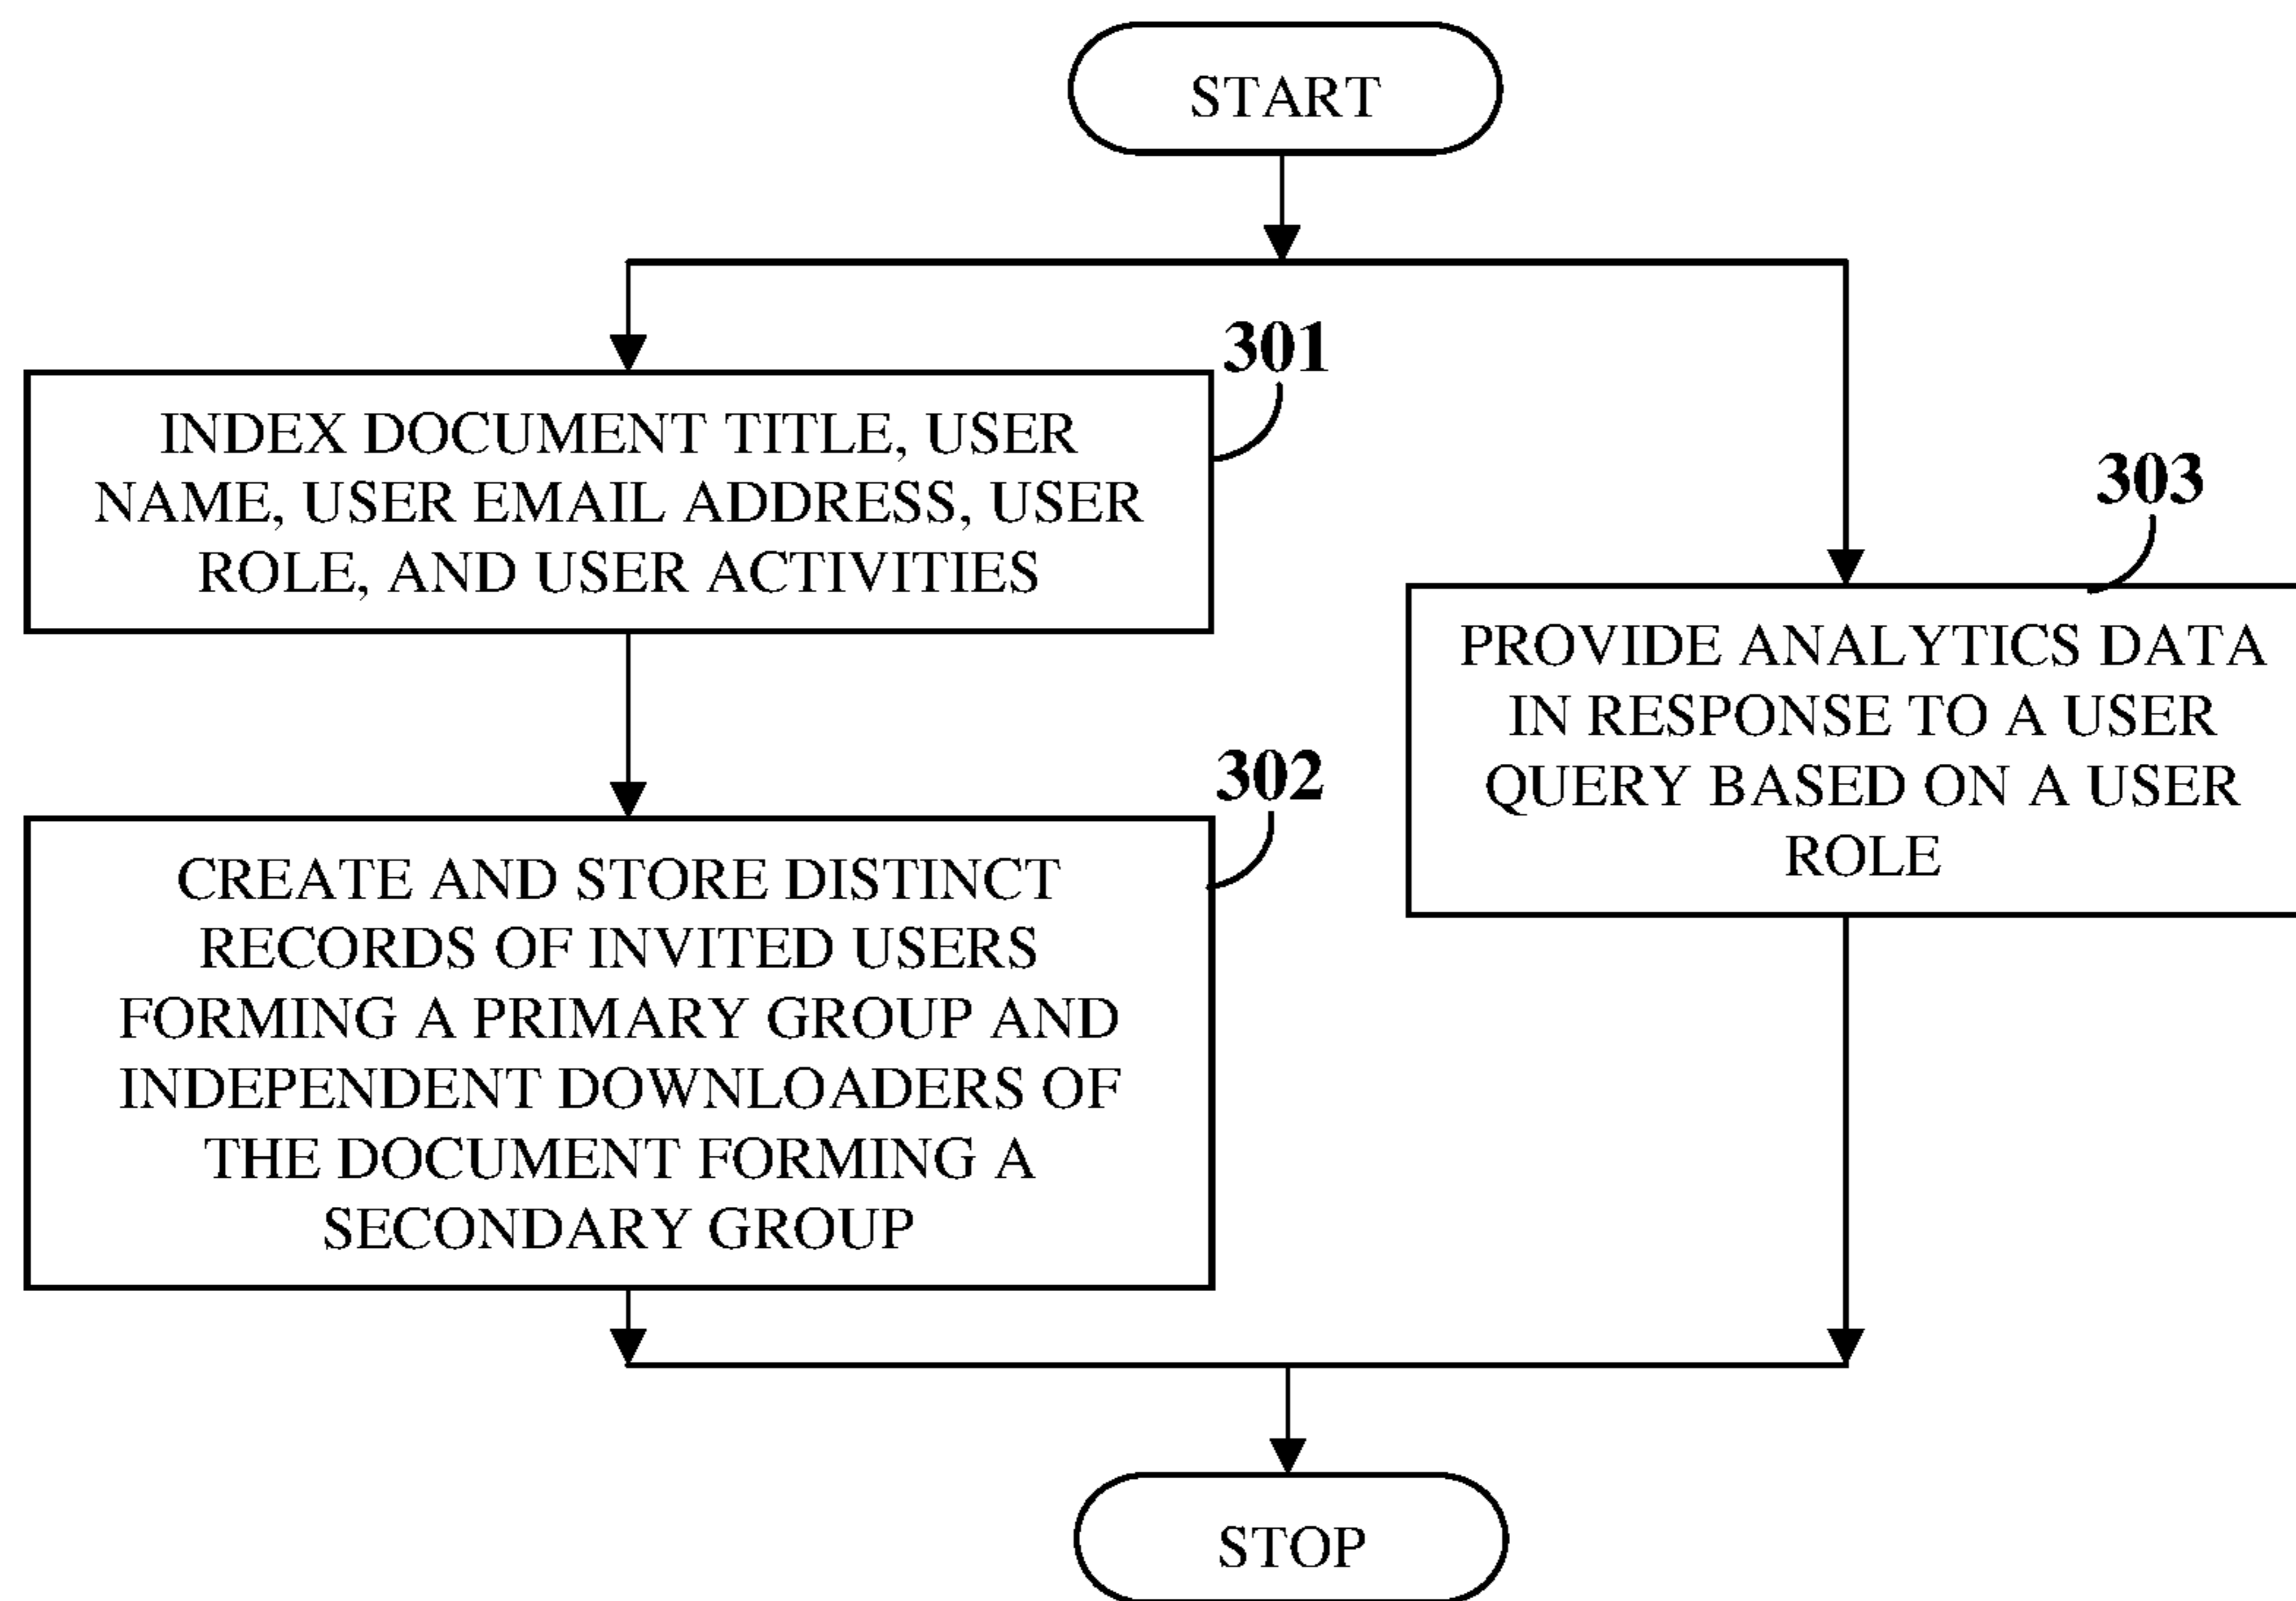 START
301
INDEX DOCUMENT TITLE, USER
NAME, USER EMAIL ADDRESS, USER
ROLE, AND USER ACTIVITIES
302
CREATE AND STORE DISTINCT
RECORDS OF INVITED USERS
FORMING A PRIMARY GROUP AND
INDEPENDENT DOWNLOADERS OF
THE DOCUMENT FORMING A
SECONDARY GROUP
303
PROVIDE ANALYTICS DATA
IN RESPONSE TO A USER
QUERY BASED ON A USER
ROLE
STOP